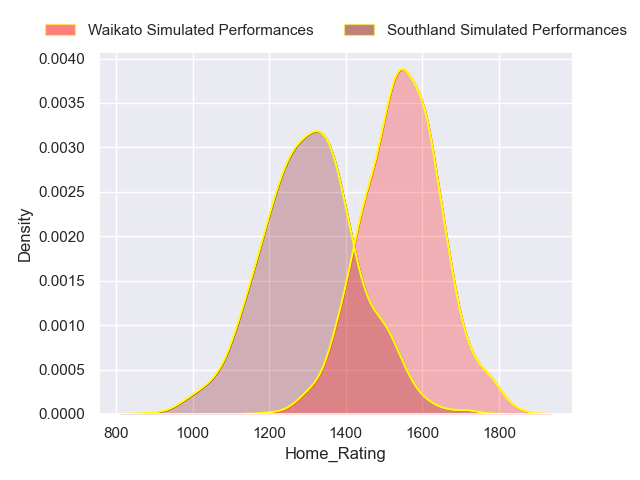 Waikato Simulated Performances
Southland Simulated Performances
0.0040
0.0035
0.0030
0.0025
0.0020
0.0015
0.0010
0.0005
0.0000
Density
800 1000 1200 1400 1600 1800
Home_Rating